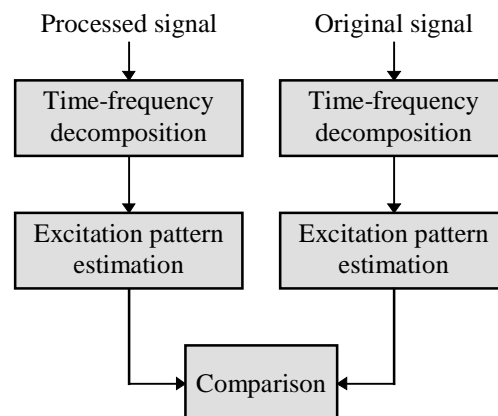 Processed signal
Original signal
Time-frequency
decomposition
Time-frequency
decomposition
Excitation pattern
estimation
Excitation pattern
estimation
Comparison